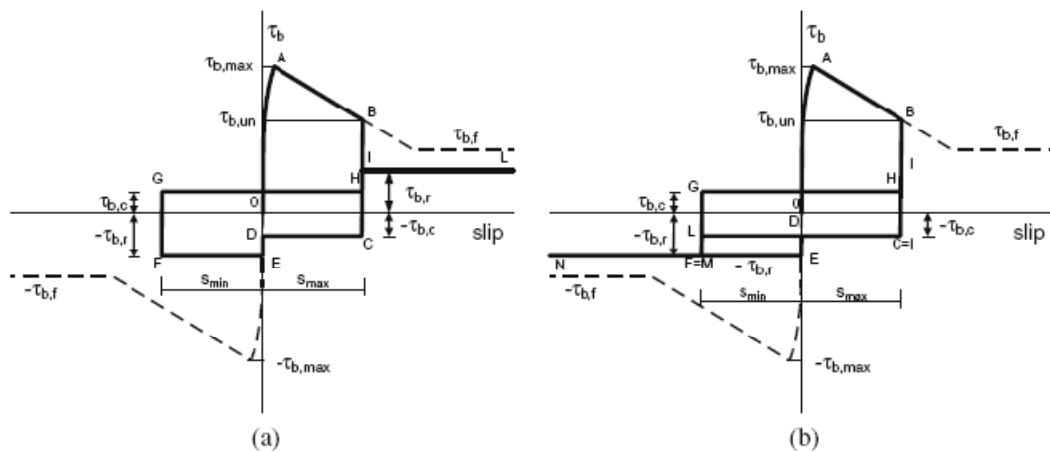 τb
τb,max
A
τb,un
B
τb,f
I
L
G
H
τb,c
0
τb,r
-τb,c
-τb,r
D
C
slip
F
E
-τb,f
smin
smax
-τb,max
(a)
τb
τb,max
A
τb,un
B
τb,f
I
G
H
τb,c
0
D
-τb,c
-τb,r
L
C=I
slip
N
F=M
-τb,r
E
-τb,f
smin
smax
-τb,max
(b)